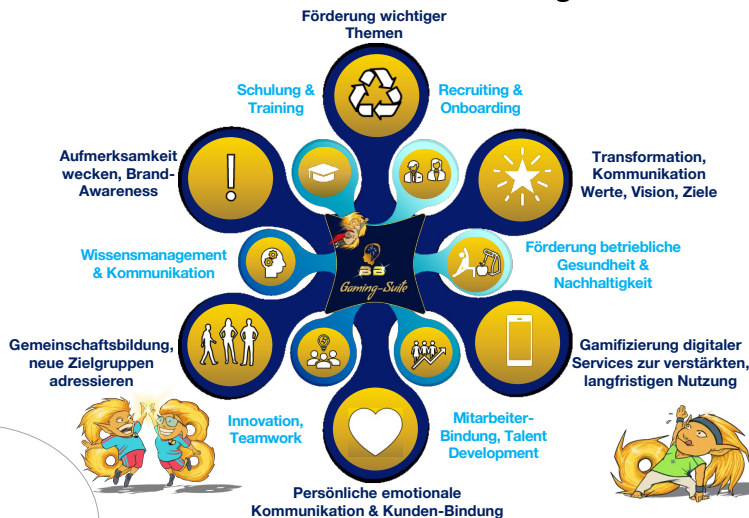 Förderung wichtiger
Themen
Schulung &
Training
Recruiting &
Onboarding
Aufmerksamkeit
wecken, Brand-
Awareness
Transformation,
Kommunikation
Werte, Vision, Ziele
Wissensmanagement
& Kommunikation
BB
Gaming-Suite
Förderung betriebliche
Gesundheit &
Nachhaltigkeit
Gemeinschaftsbildung,
neue Zielgruppen
adressieren
Gamifizierung digitaler
Services zur verstärkten,
langfristigen Nutzung
Innovation,
Teamwork
Mitarbeiter-
Bindung, Talent
Development
Persönliche emotionale
Kommunikation & Kunden-Bindung